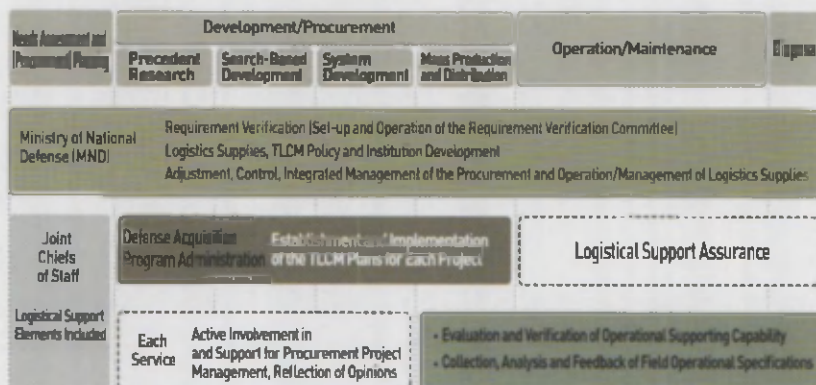 Needs Assessment and
Procurement Planning
Development/Procurement
Precedent
Research
Search-Based
Development
System
Development
Mass Production
and Distribution
Operation/Maintenance
Ministry of National
Defense (MND)
Requirement Verification (Set-up and Operation of the Requirement Verification Committee)
Logistics Supplies, TLCM Policy and Institution Development
Adjustment, Control, Integrated Management of the Procurement and Operation/Management of Logistics Supplies
Joint
Chiefs
of Staff
Logistical Support
Elements Included
Defense Acquisition
Program Administration
Establishment and Implementation
of the TLCM Plans for Each Project
Logistical Support Assurance
Each
Service
Active Involvement in
and Support for Procurement Project
Management, Reflection of Opinions
• Evaluation and Verification of Operational Supporting Capability
• Collection, Analysis and Feedback of Field Operational Specifications